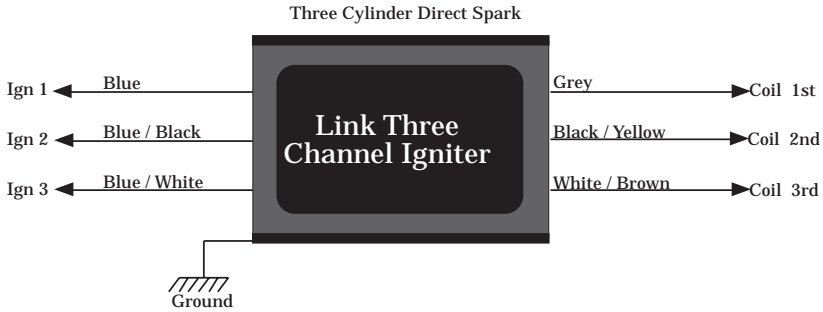 Three Cylinder Direct Spark
Ign 1 Blue Grey Coil 1st
Ign 2 Blue / Black Black / Yellow Coil 2nd
Ign 3 Blue / White White / Brown Coil 3rd
Link Three
Channel Igniter
Ground